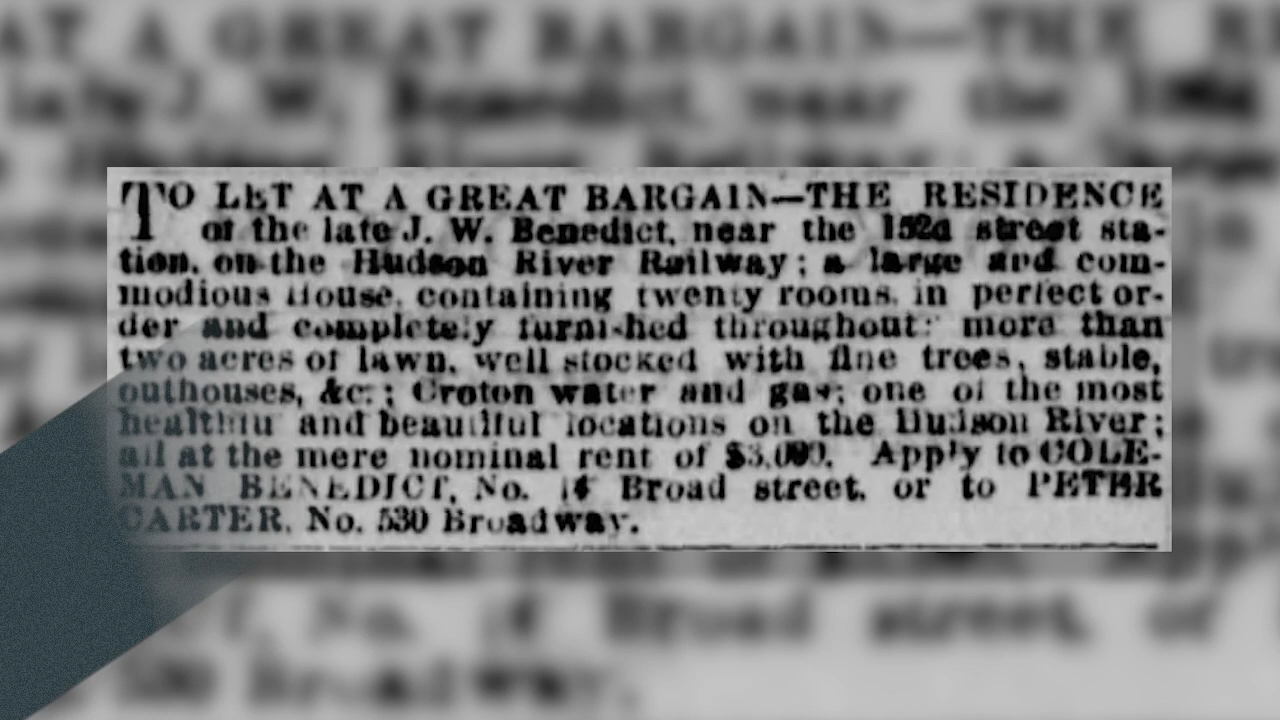 TO LET AT A GREAT BARGAIN—THE RESIDENCE
of the late J. W. Benedict, near the 152d street sta-
tion, on the Hudson River Railway; a large and com-
modious House, containing twenty rooms, in perfect or-
der and completely furnished throughout; more than
two acres of lawn, well stocked with fine trees, stable,
outhouses, &c.; Croton water and gas; one of the most
healthful and beautiful locations on the Hudson River;
all at the mere nominal rent of $3,000. Apply to COLE-
MAN BENEDICT, No. 14 Broad street, or to PETER
CARTER, No. 530 Broadway.